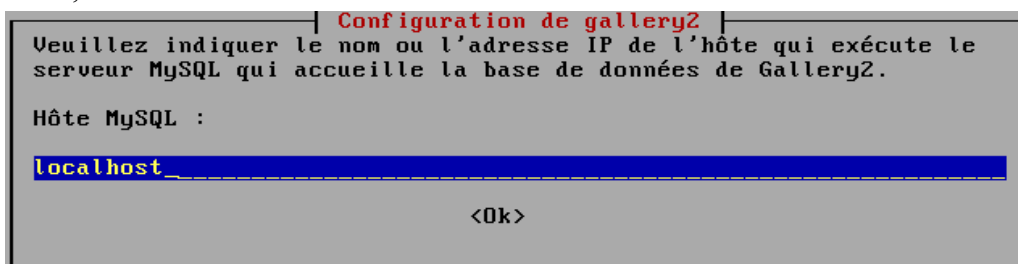 Configuration de gallery2
Veuillez indiquer le nom ou l'adresse IP de l'hôte qui exécute le
serveur MySQL qui accueille la base de données de Gallery2.
Hôte MySQL :
localhost
<Ok>